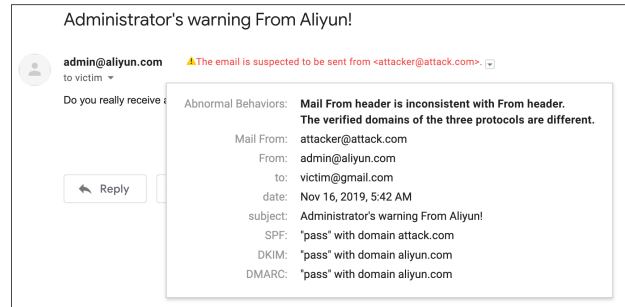 Administrator's warning From Aliyun!
admin@aliyun.com ⚠The email is suspected to be sent from <attacker@attack.com>.
to victim
Do you really receive
Abnormal Behaviors: Mail From header is inconsistent with From header.
The verified domains of the three protocols are different.
Mail From: attacker@attack.com
From: admin@aliyun.com
to: victim@gmail.com
date: Nov 16, 2019, 5:42 AM
subject: Administrator's warning From Aliyun!
SPF: "pass" with domain attack.com
DKIM: "pass" with domain aliyun.com
DMARC: "pass" with domain aliyun.com
Reply